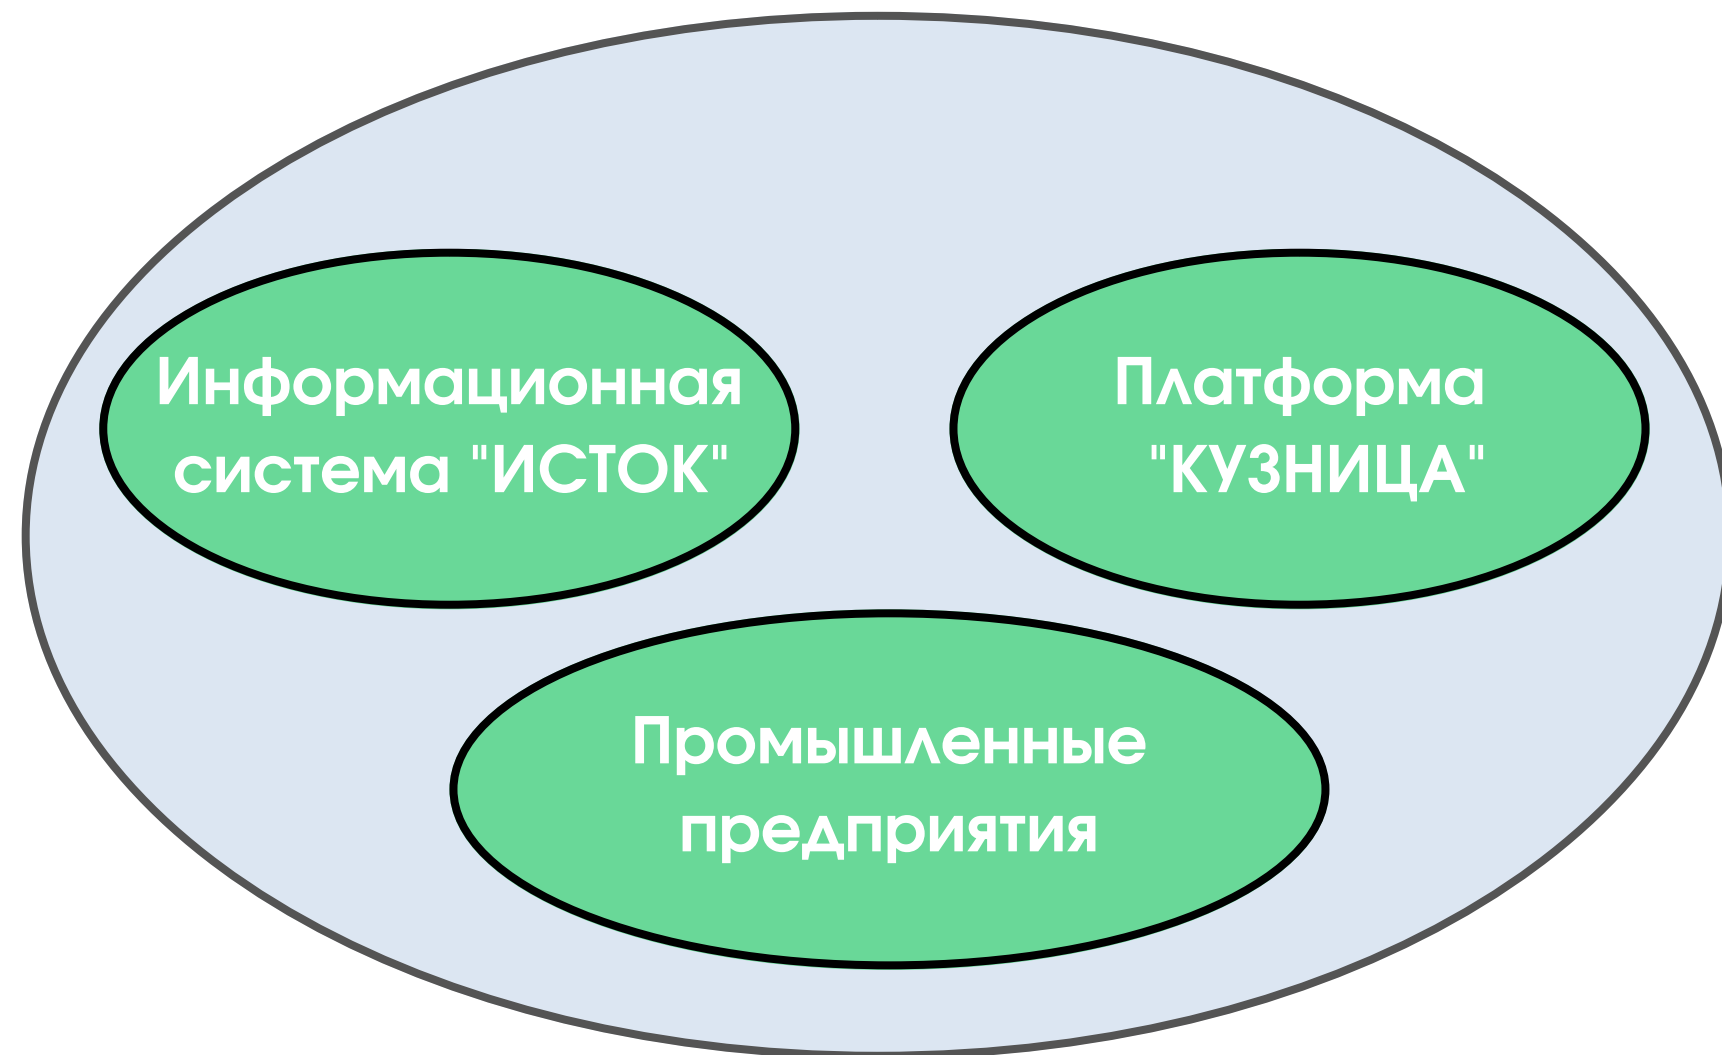 Информационная
система "ИСТОК"
Платформа
"КУЗНИЦА"
Промышленные
предприятия